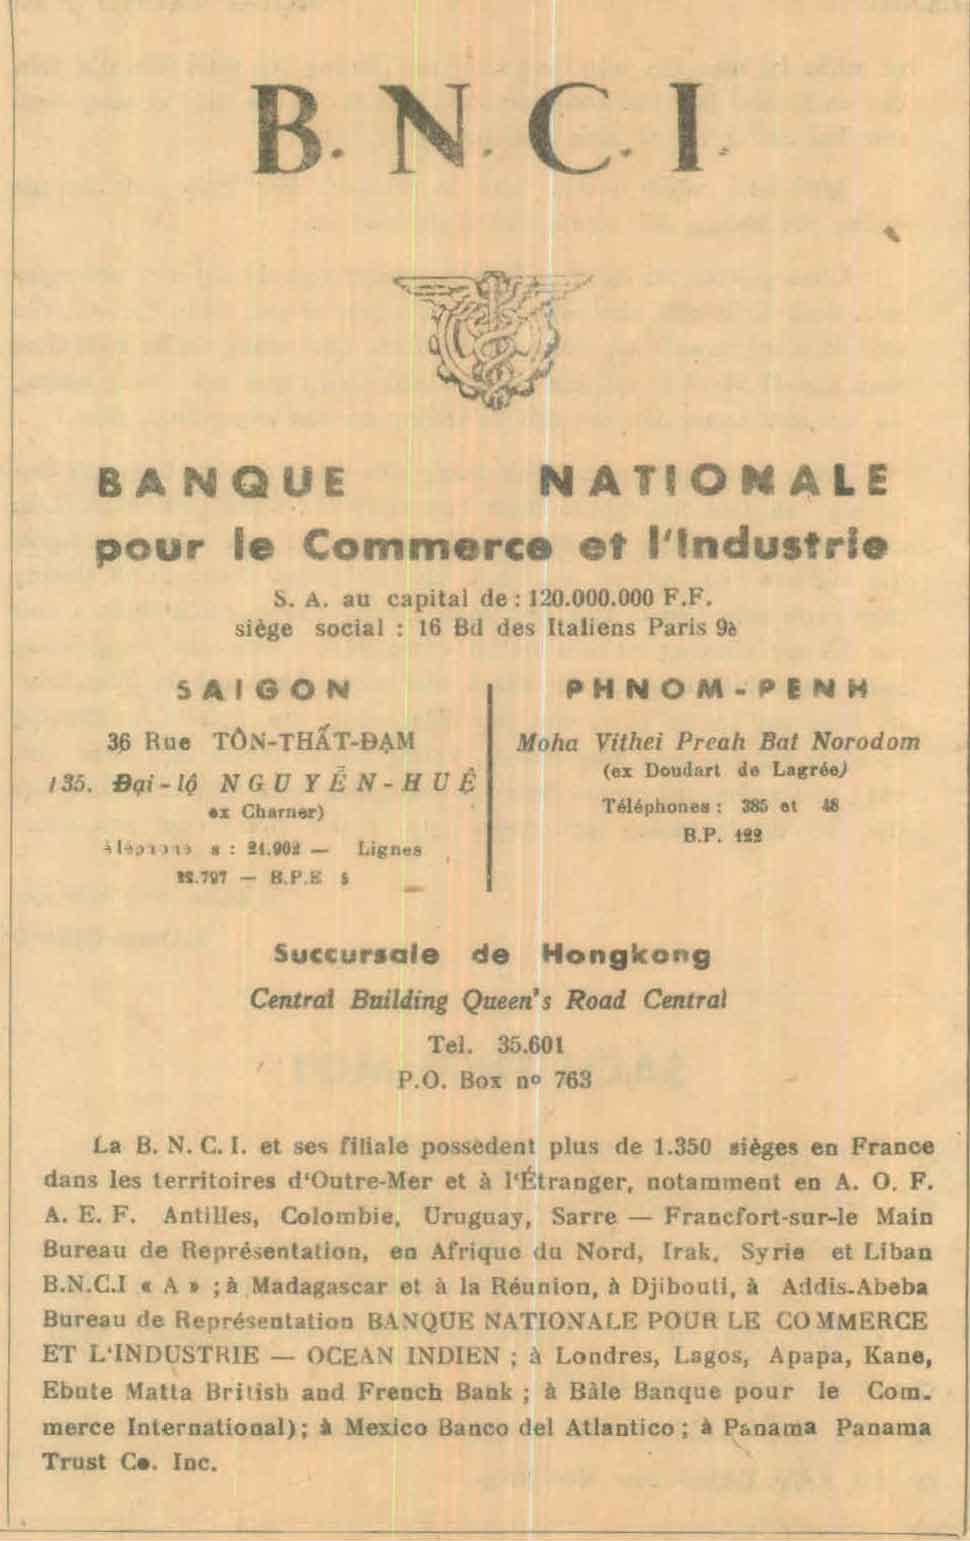 B. N. C. I.
BANQUE NATIONALE
pour le Commerce et l'Industrie
S. A. au capital de : 120.000.000 F.F.
siège social : 16 Bd des Italiens Paris 9è
SAIGON
36 Rue TÔN-THẤT-ĐẠM
135. Đại-lộ NGUYỄN-HUỆ
ex Charner)
s : 21.902 — Lignes
— B.P.E 5
PHNOM-PENH
Moha Vithei Preah Bat Norodom
(ex Doudart de Lagrée)
Téléphones : 385 et 48
B.P. 122
Succursale de Hongkong
Central Building Queen's Road Central
Tel. 35.601
P.O. Box nº 763
La B. N. C. I. et ses filiale possèdent plus de 1.350 sièges en France
dans les territoires d'Outre-Mer et à l'Étranger, notamment en A. O. F.
A. E. F. Antilles, Colombie, Uruguay, Sarre — Francfort-sur-le Main
Bureau de Représentation, en Afrique du Nord, Irak, Syrie et Liban
B.N.C.I « A » ; à Madagascar et à la Réunion, à Djibouti, à Addis-Abeba
Bureau de Représentation BANQUE NATIONALE POUR LE COMMERCE
ET L'INDUSTRIE — OCEAN INDIEN ; à Londres, Lagos, Apapa, Kane,
Ebute Matta British and French Bank ; à Bâle Banque pour le Com-
merce International) ; à Mexico Banco del Atlantico ; à Panama Panama
Trust Co. Inc.